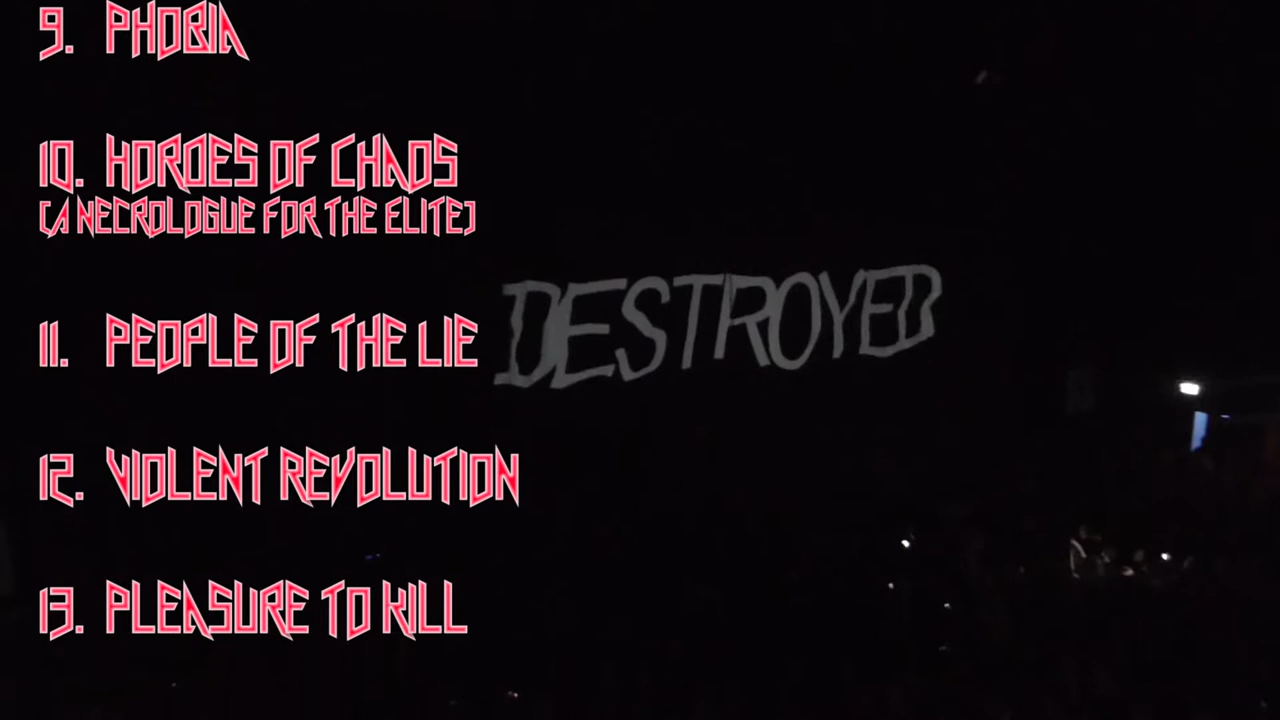 9. PHOBIA
10. HORDES OF CHAOS
(A NECROLOGUE FOR THE ELITE)
11. PEOPLE OF THE LIE
DESTROYED
12. VIOLENT REVOLUTION
13. PLEASURE TO KILL